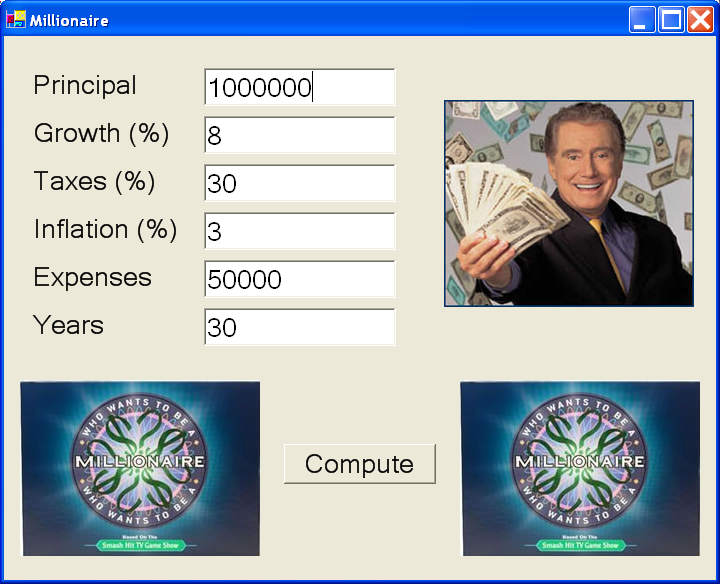 Millionaire
Principal 1000000
Growth (%) 8
Taxes (%) 30
Inflation (%) 3
Expenses 50000
Years 30
WHO WANTS TO BE A
MILLIONAIRE
WHO WANTS TO BE A
Based On The
Smash Hit TV Game Show
Compute
WHO WANTS TO BE A
MILLIONAIRE
WHO WANTS TO BE A
Based On The
Smash Hit TV Game Show